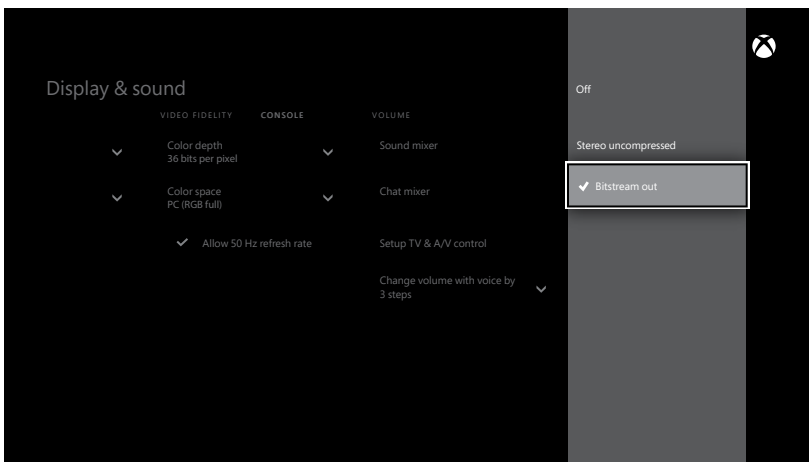 Display & sound
VIDEO FIDELITY
CONSOLE
VOLUME
Color depth
36 bits per pixel
Color space
PC (RGB full)
Allow 50 Hz refresh rate
Sound mixer
Chat mixer
Setup TV & A/V control
Change volume with voice by
3 steps
Off
Stereo uncompressed
Bitstream out